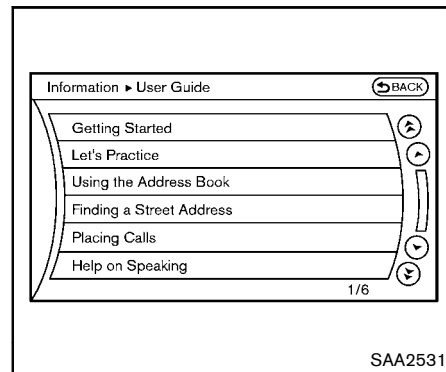 Information ▸ User Guide
BACK
Getting Started
Let's Practice
Using the Address Book
Finding a Street Address
Placing Calls
Help on Speaking
1/6
SAA2531